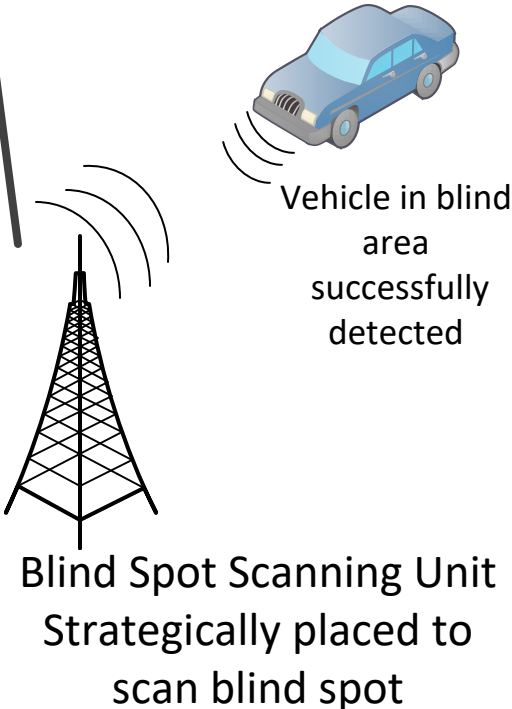 Vehicle in blind
area
successfully
detected
Blind Spot Scanning Unit
Strategically placed to
scan blind spot